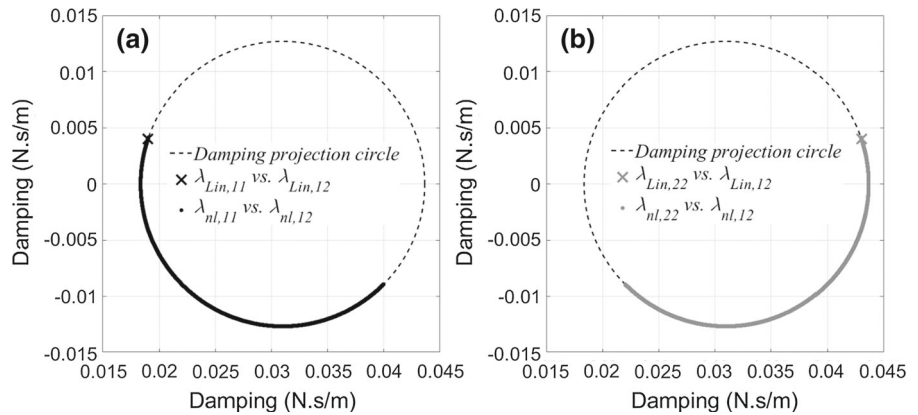 (a)
0.015
0.01
0.005
0
-0.005
-0.01
-0.015
Damping (N.s/m)
Damping projection circle
λLin,11 vs. λLin,12
λnl,11 vs. λnl,12
0.015 0.02 0.025 0.03 0.035 0.04 0.045
Damping (N.s/m)
(b)
0.015
0.01
0.005
0
-0.005
-0.01
-0.015
Damping (N.s/m)
Damping projection circle
λLin,22 vs. λLin,12
λnl,22 vs. λnl,12
0.015 0.02 0.025 0.03 0.035 0.04 0.045
Damping (N.s/m)